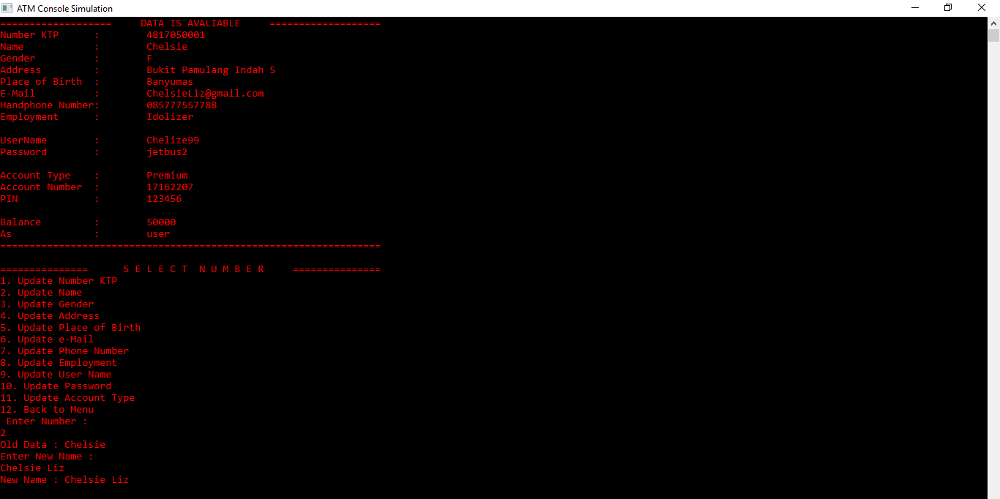 ATM Console Simulation
=================== DATA IS AVALIABLE ===================
Number KTP : 4817050001
Name : Chelsie
Gender : F
Address : Bukit Pamulang Indah 5
Place of Birth : Banyumas
E-Mail : ChelsieLiz@gmail.com
Handphone Number: 085777557788
Employment : Idolizer
UserName : Chelize99
Password : jetbus2
Account Type : Premium
Account Number : 17162207
PIN : 123456
Balance : 50000
As : user
=================================================================
=============== S E L E C T  N U M B E R ===============
1. Update Number KTP
2. Update Name
3. Update Gender
4. Update Address
5. Update Place of Birth
6. Update e-Mail
7. Update Phone Number
8. Update Employment
9. Update User Name
10. Update Password
11. Update Account Type
12. Back to Menu
Enter Number :
2
Old Data : Chelsie
Enter New Name :
Chelsie Liz
New Name : Chelsie Liz